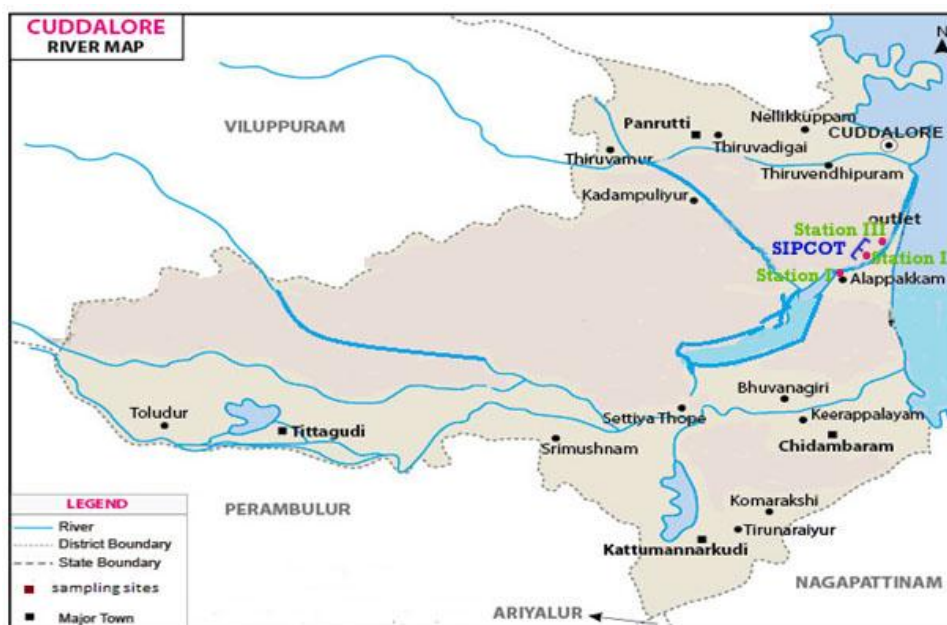 CUDDALORE
RIVER MAP
N
VILUPPURAM
Nellikkuppam
Panrutti
CUDDALORE
Thiruvadigai
Thiruvamur
Thiruvendhipuram
Kadampuliyur
outlet
Station III
SIPCOT
Station I
Station I
Alappakkam
Bhuvanagiri
Toludur
Settiya Thope
Keerappalayam
Tittagudi
Srimushnam
Chidambaram
LEGEND
River
District Boundary
State Boundary
sampling sites
Major Town
PERAMBULUR
Komarakshi
Tirunaraiyur
Kattumannarkudi
NAGAPATTINAM
ARIYALUR